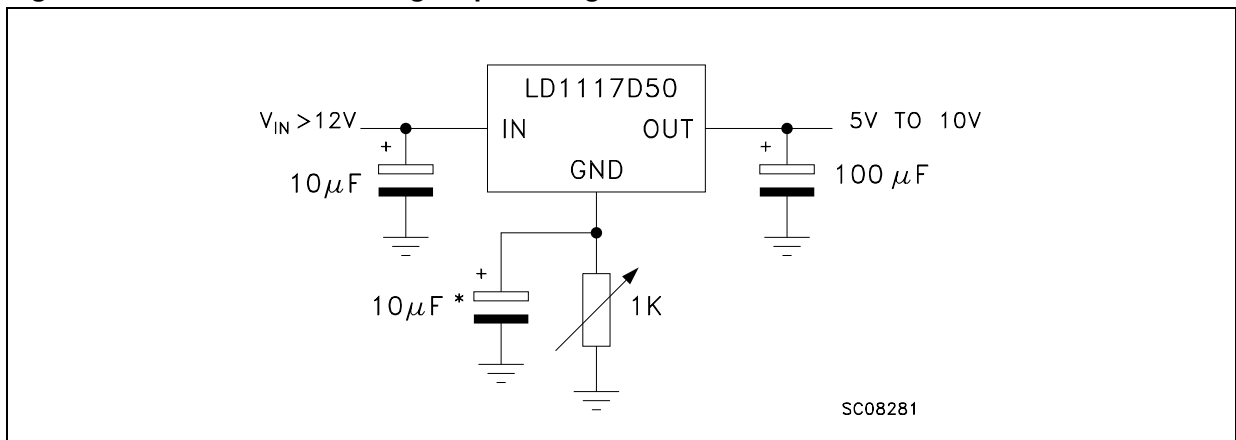 LD1117D50
V_IN >12V
IN
OUT
5V TO 10V
+
+
GND
10μF
100 μF
+
10μF *
1K
SC08281